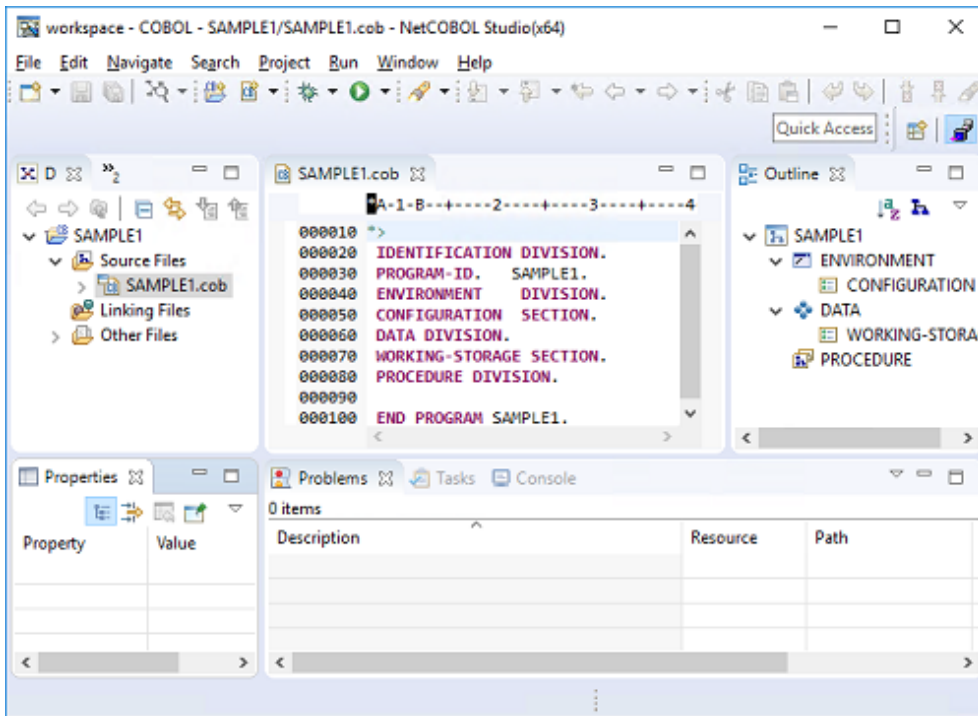 workspace - COBOL - SAMPLE1/SAMPLE1.cob - NetCOBOL Studio(x64)
File Edit Navigate Search Project Run Window Help
Quick Access
D
»2
SAMPLE1
Source Files
SAMPLE1.cob
Linking Files
Other Files
SAMPLE1.cob
A-1-B--+----2----+----3----+----4
000010 *>
000020 IDENTIFICATION DIVISION.
000030 PROGRAM-ID. SAMPLE1.
000040 ENVIRONMENT DIVISION.
000050 CONFIGURATION SECTION.
000060 DATA DIVISION.
000070 WORKING-STORAGE SECTION.
000080 PROCEDURE DIVISION.
000090
000100 END PROGRAM SAMPLE1.
Outline
SAMPLE1
ENVIRONMENT
CONFIGURATION
DATA
WORKING-STORA
PROCEDURE
Properties
Property Value
Problems Tasks Console
0 items
Description Resource Path